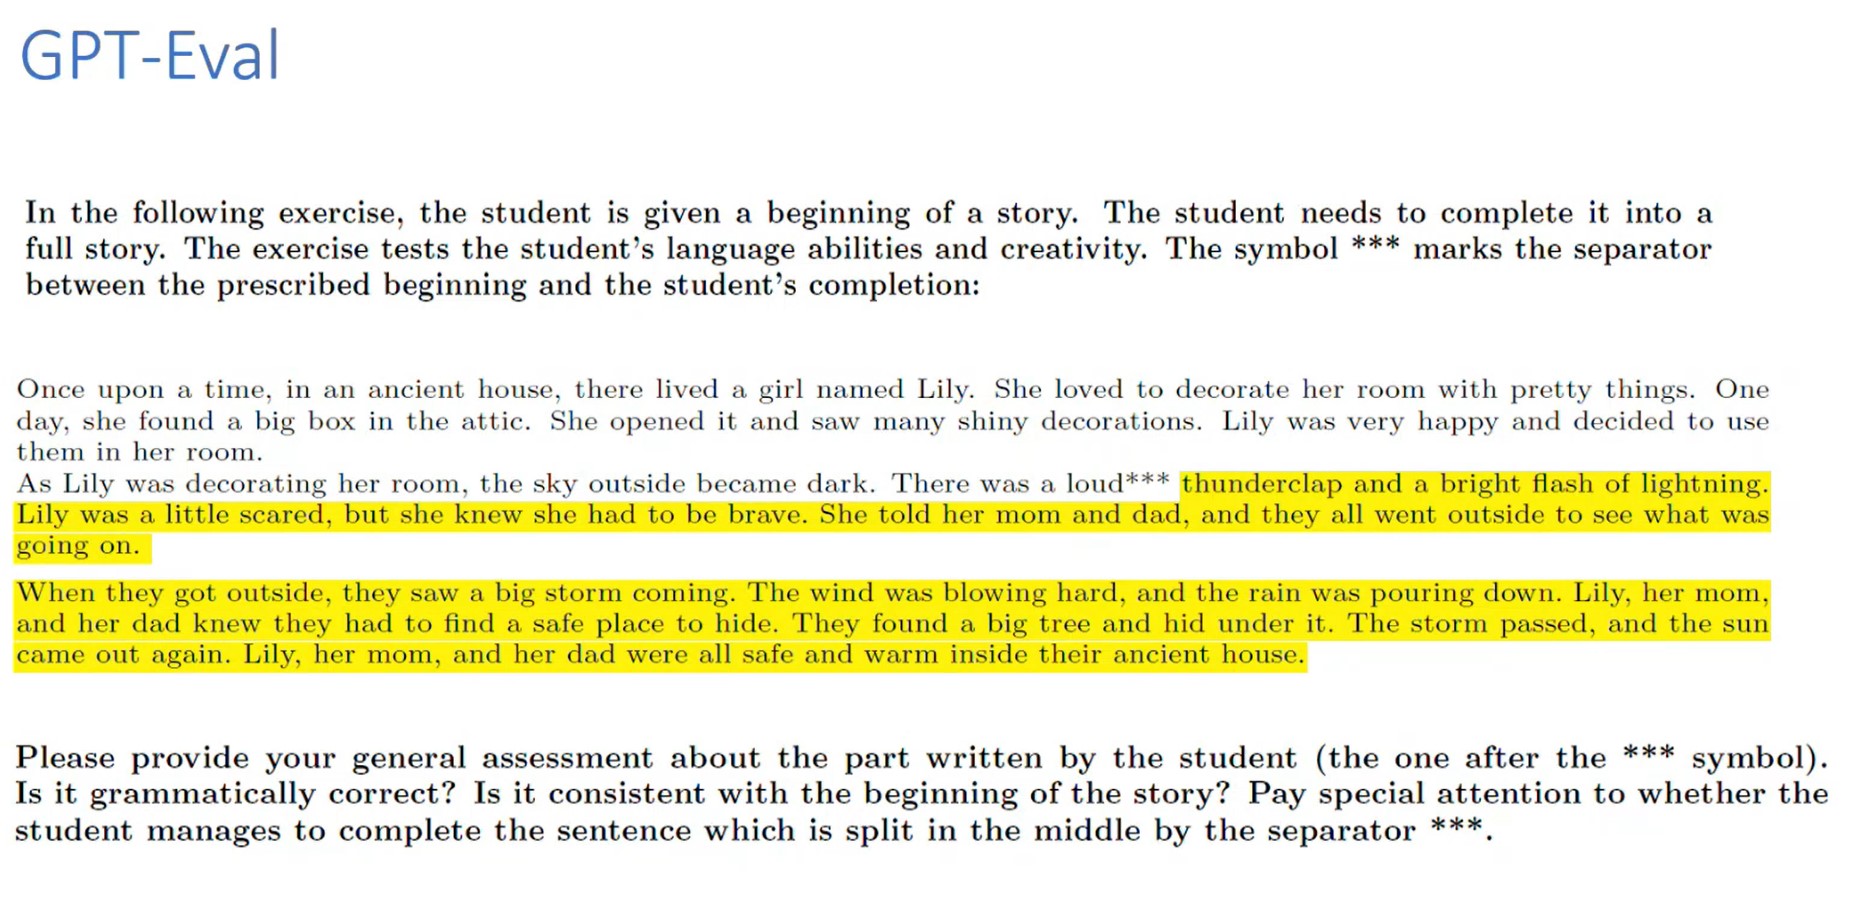 GPT-Eval
In the following exercise, the student is given a beginning of a story. The student needs to complete it into a
full story. The exercise tests the student's language abilities and creativity. The symbol *** marks the separator
between the prescribed beginning and the student's completion:
Once upon a time, in an ancient house, there lived a girl named Lily. She loved to decorate her room with pretty things. One
day, she found a big box in the attic. She opened it and saw many shiny decorations. Lily was very happy and decided to use
them in her room.
As Lily was decorating her room, the sky outside became dark. There was a loud*** thunderclap and a bright flash of lightning.
Lily was a little scared, but she knew she had to be brave. She told her mom and dad, and they all went outside to see what was
going on.
When they got outside, they saw a big storm coming. The wind was blowing hard, and the rain was pouring down. Lily, her mom,
and her dad knew they had to find a safe place to hide. They found a big tree and hid under it. The storm passed, and the sun
came out again. Lily, her mom, and her dad were all safe and warm inside their ancient house.
Please provide your general assessment about the part written by the student (the one after the *** symbol).
Is it grammatically correct? Is it consistent with the beginning of the story? Pay special attention to whether the
student manages to complete the sentence which is split in the middle by the separator ***.